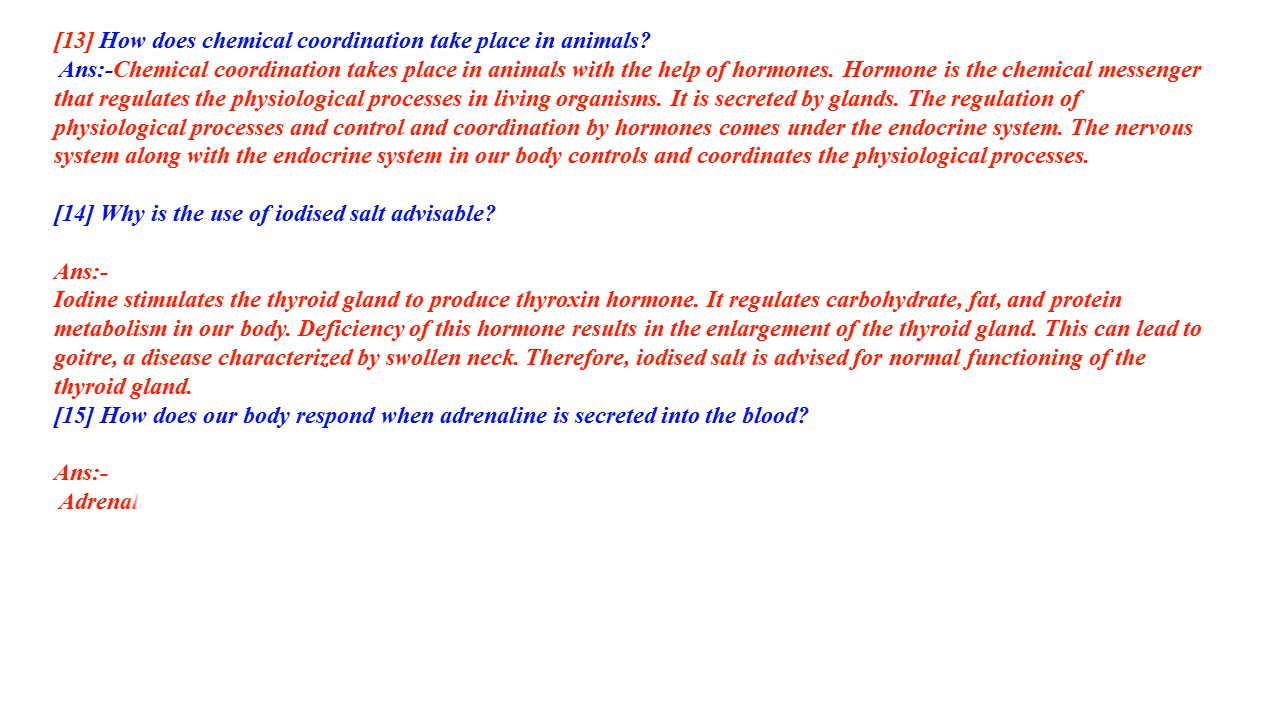 [13] How does chemical coordination take place in animals?
Ans:-Chemical coordination takes place in animals with the help of hormones. Hormone is the chemical messenger
that regulates the physiological processes in living organisms. It is secreted by glands. The regulation of
physiological processes and control and coordination by hormones comes under the endocrine system. The nervous
system along with the endocrine system in our body controls and coordinates the physiological processes.
[14] Why is the use of iodised salt advisable?
Ans:-
Iodine stimulates the thyroid gland to produce thyroxin hormone. It regulates carbohydrate, fat, and protein
metabolism in our body. Deficiency of this hormone results in the enlargement of the thyroid gland. This can lead to
goitre, a disease characterized by swollen neck. Therefore, iodised salt is advised for normal functioning of the
thyroid gland.
[15] How does our body respond when adrenaline is secreted into the blood?
Ans:-
Adrenal